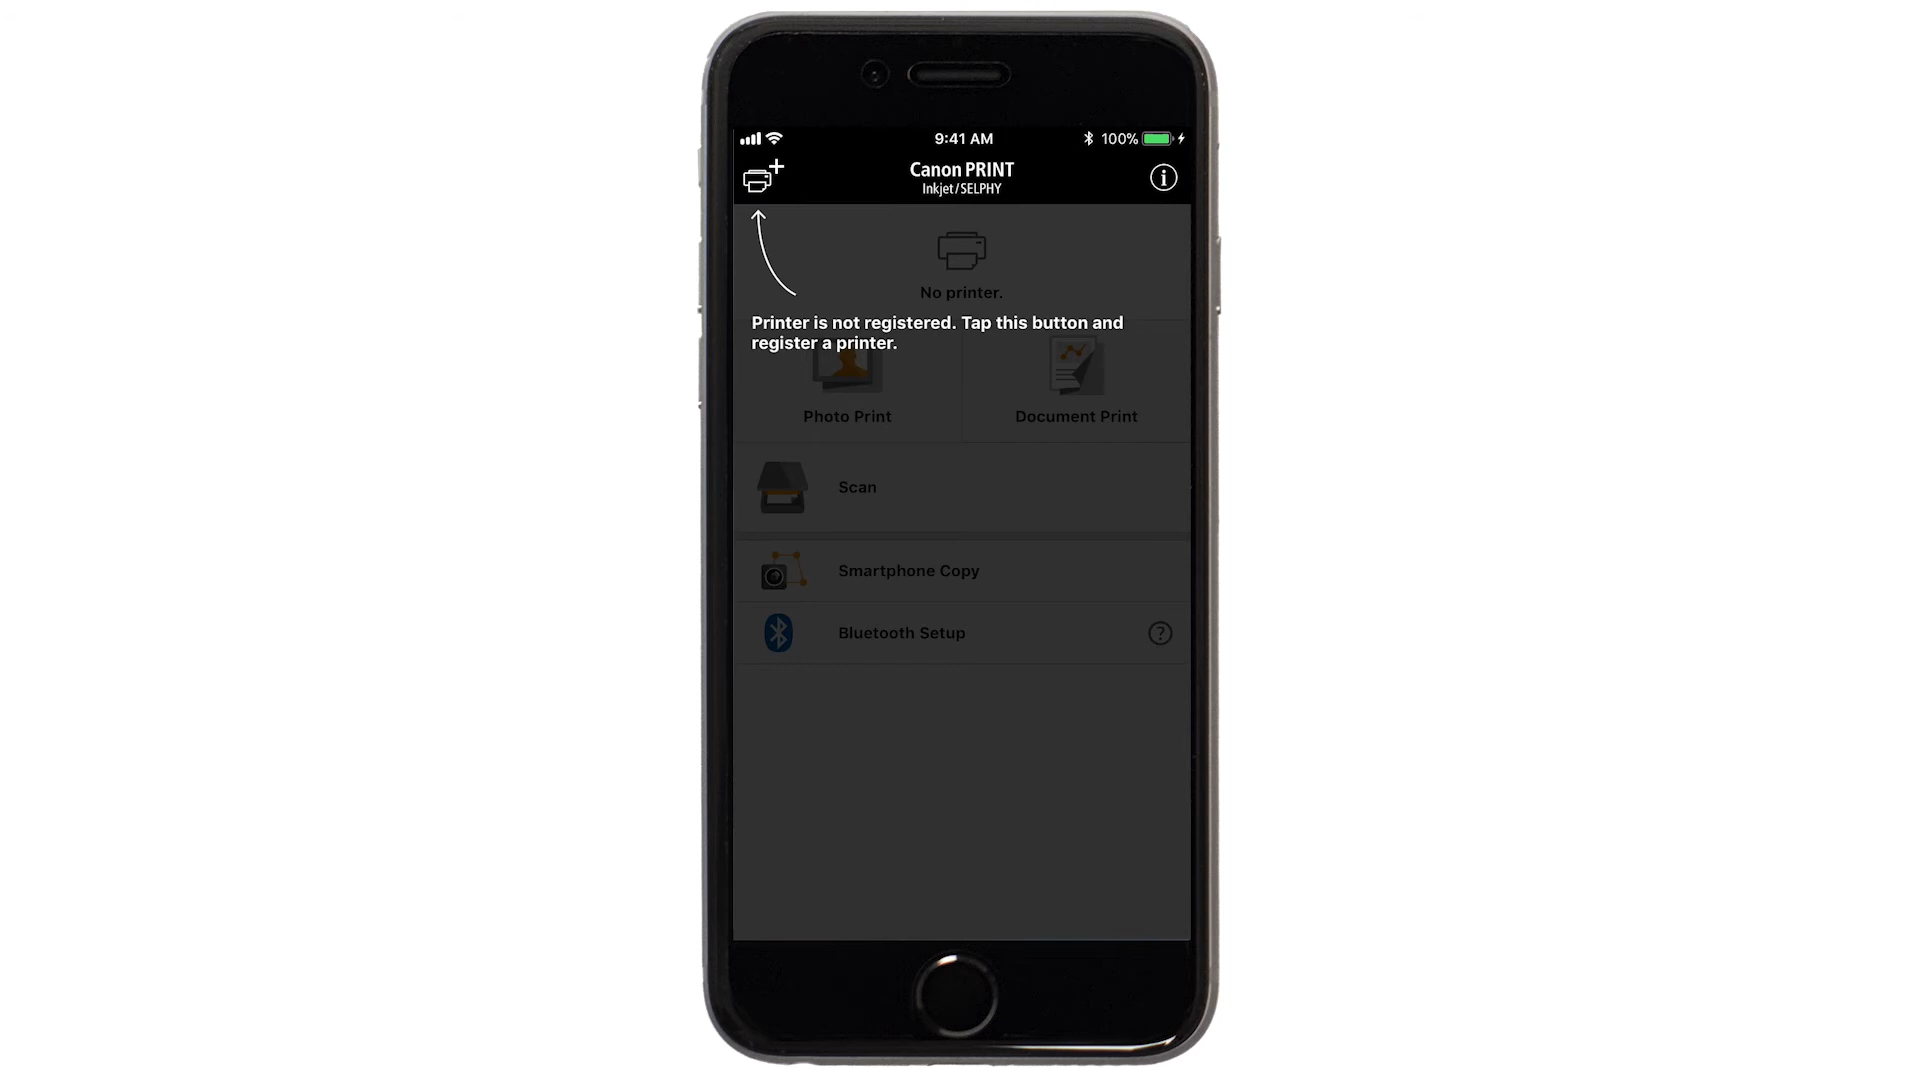 9:41 AM
100%
Canon PRINT
Inkjet/SELPHY
No printer.
Printer is not registered. Tap this button and
register a printer.
Photo Print
Document Print
Scan
Smartphone Copy
Bluetooth Setup